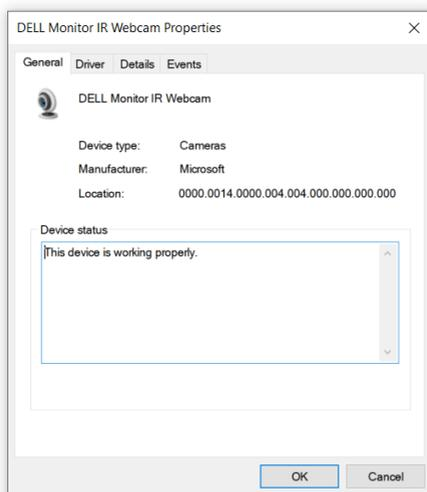 DELL Monitor IR Webcam Properties
General Driver Details Events
DELL Monitor IR Webcam
Device type: Cameras
Manufacturer: Microsoft
Location: 0000.0014.0000.004.004.000.000.000.000
Device status
This device is working properly.
OK Cancel